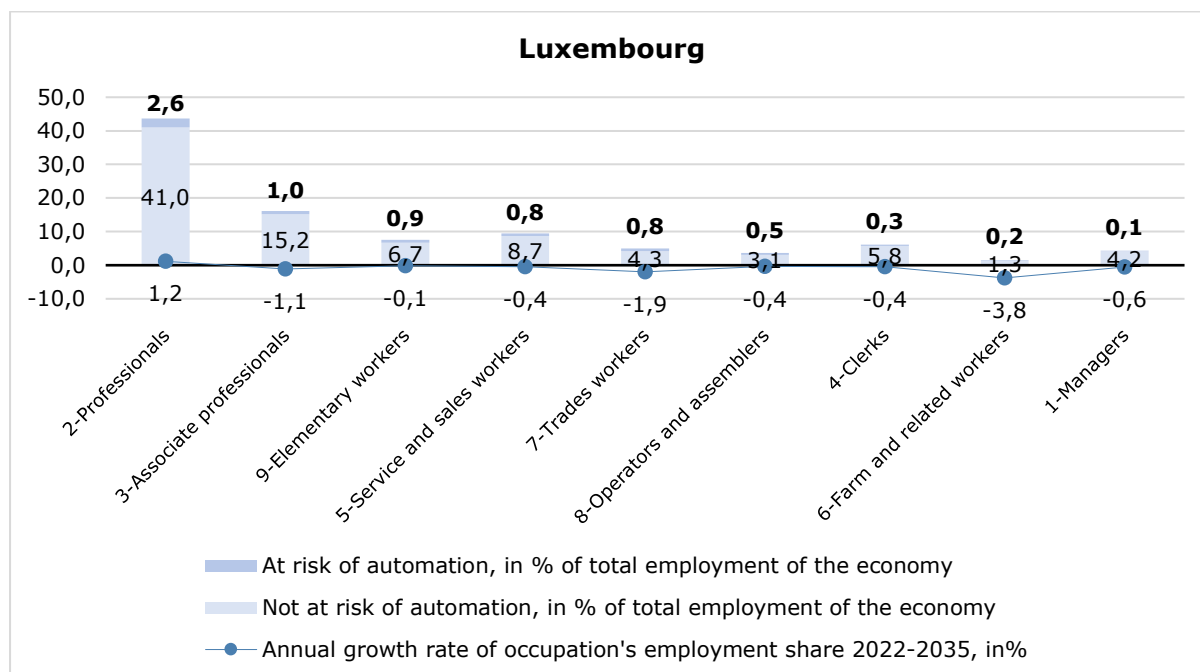 Luxembourg
50,0
40,0
30,0
20,0
10,0
0,0
-10,0
2,6
1,0
0,9
0,8
0,8
0,5
0,3
0,2
0,1
41,0
15,2
6,7
8,7
4,3
3,1
5,8
1,3
4,2
1,2
-1,1
-0,1
-0,4
-1,9
-0,4
-0,4
-3,8
-0,6
2-Professionals
3-Associate professionals
9-Elementary workers
5-Service and sales workers
7-Trades workers
8-Operators and assemblers
4-Clerks
6-Farm and related workers
1-Managers
At risk of automation, in % of total employment of the economy
Not at risk of automation, in % of total employment of the economy
Annual growth rate of occupation's employment share 2022-2035, in%